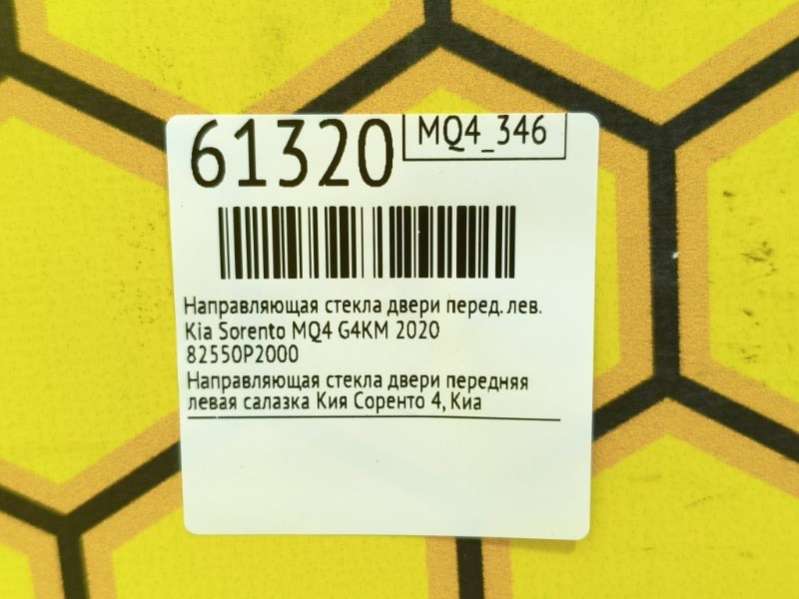 61320
MQ4_346
Направляющая стекла двери перед. лев.
Kia Sorento MQ4 G4KM 2020
82550P2000
Направляющая стекла двери передняя
левая салазка Кия Соренто 4, Киа